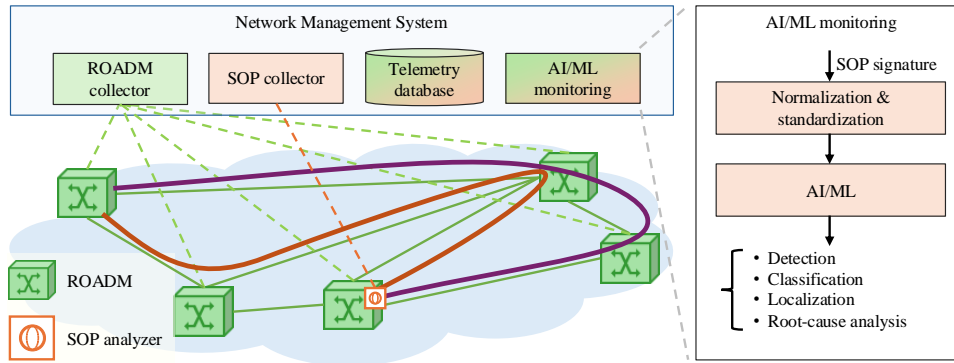 Network Management System
ROADM
collector
SOP collector
Telemetry
database
AI/ML
monitoring
ROADM
SOP analyzer
AI/ML monitoring
SOP signature
Normalization &
standardization
AI/ML
• Detection
• Classification
• Localization
• Root-cause analysis